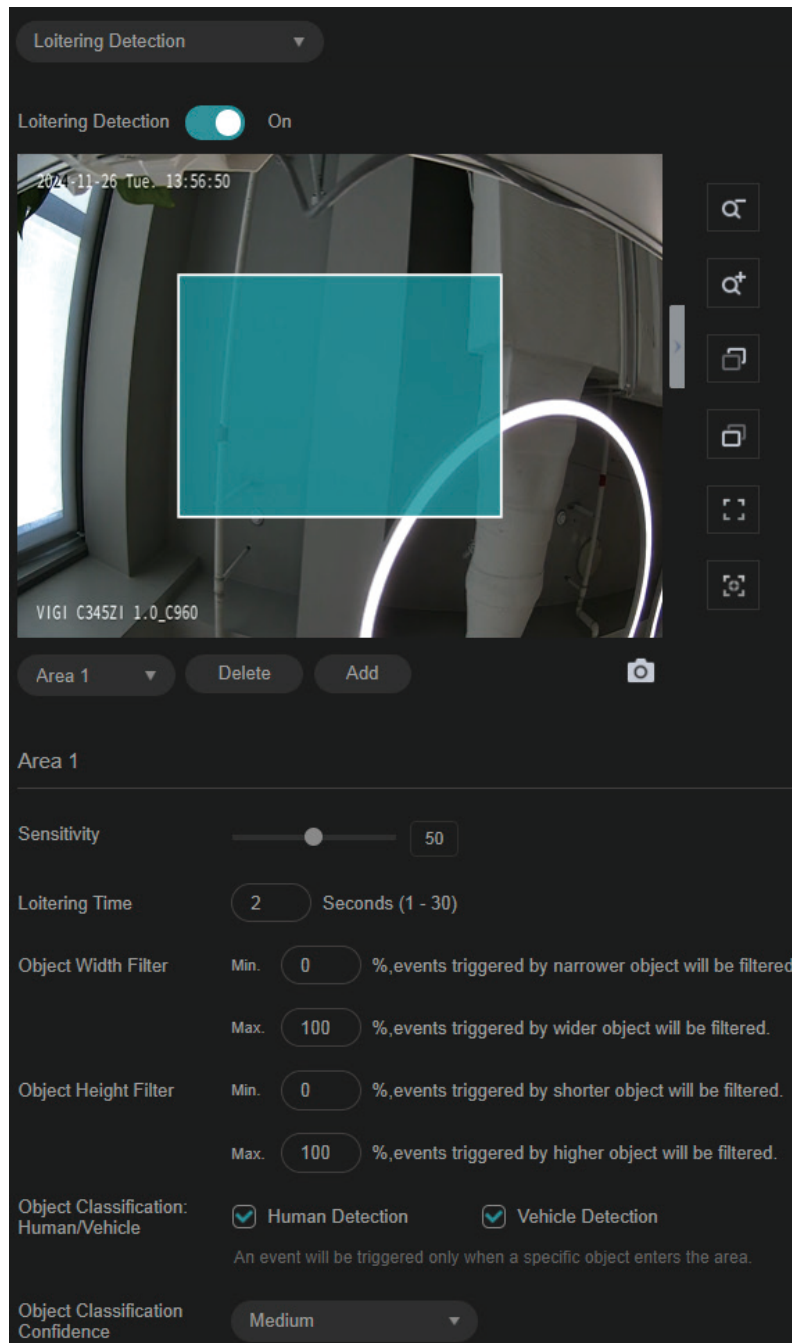 Loitering Detection
Loitering Detection On
2024-11-26 Tue. 13:56:50
VIGI C345ZI 1.0_C960
Area 1 Delete Add
Area 1
Sensitivity 50
Loitering Time 2 Seconds (1 - 30)
Object Width Filter Min. 0 %,events triggered by narrower object will be filtered
Max. 100 %,events triggered by wider object will be filtered.
Object Height Filter Min. 0 %,events triggered by shorter object will be filtered.
Max. 100 %,events triggered by higher object will be filtered.
Object Classification:
Human/Vehicle Human Detection Vehicle Detection
An event will be triggered only when a specific object enters the area.
Object Classification
Confidence Medium